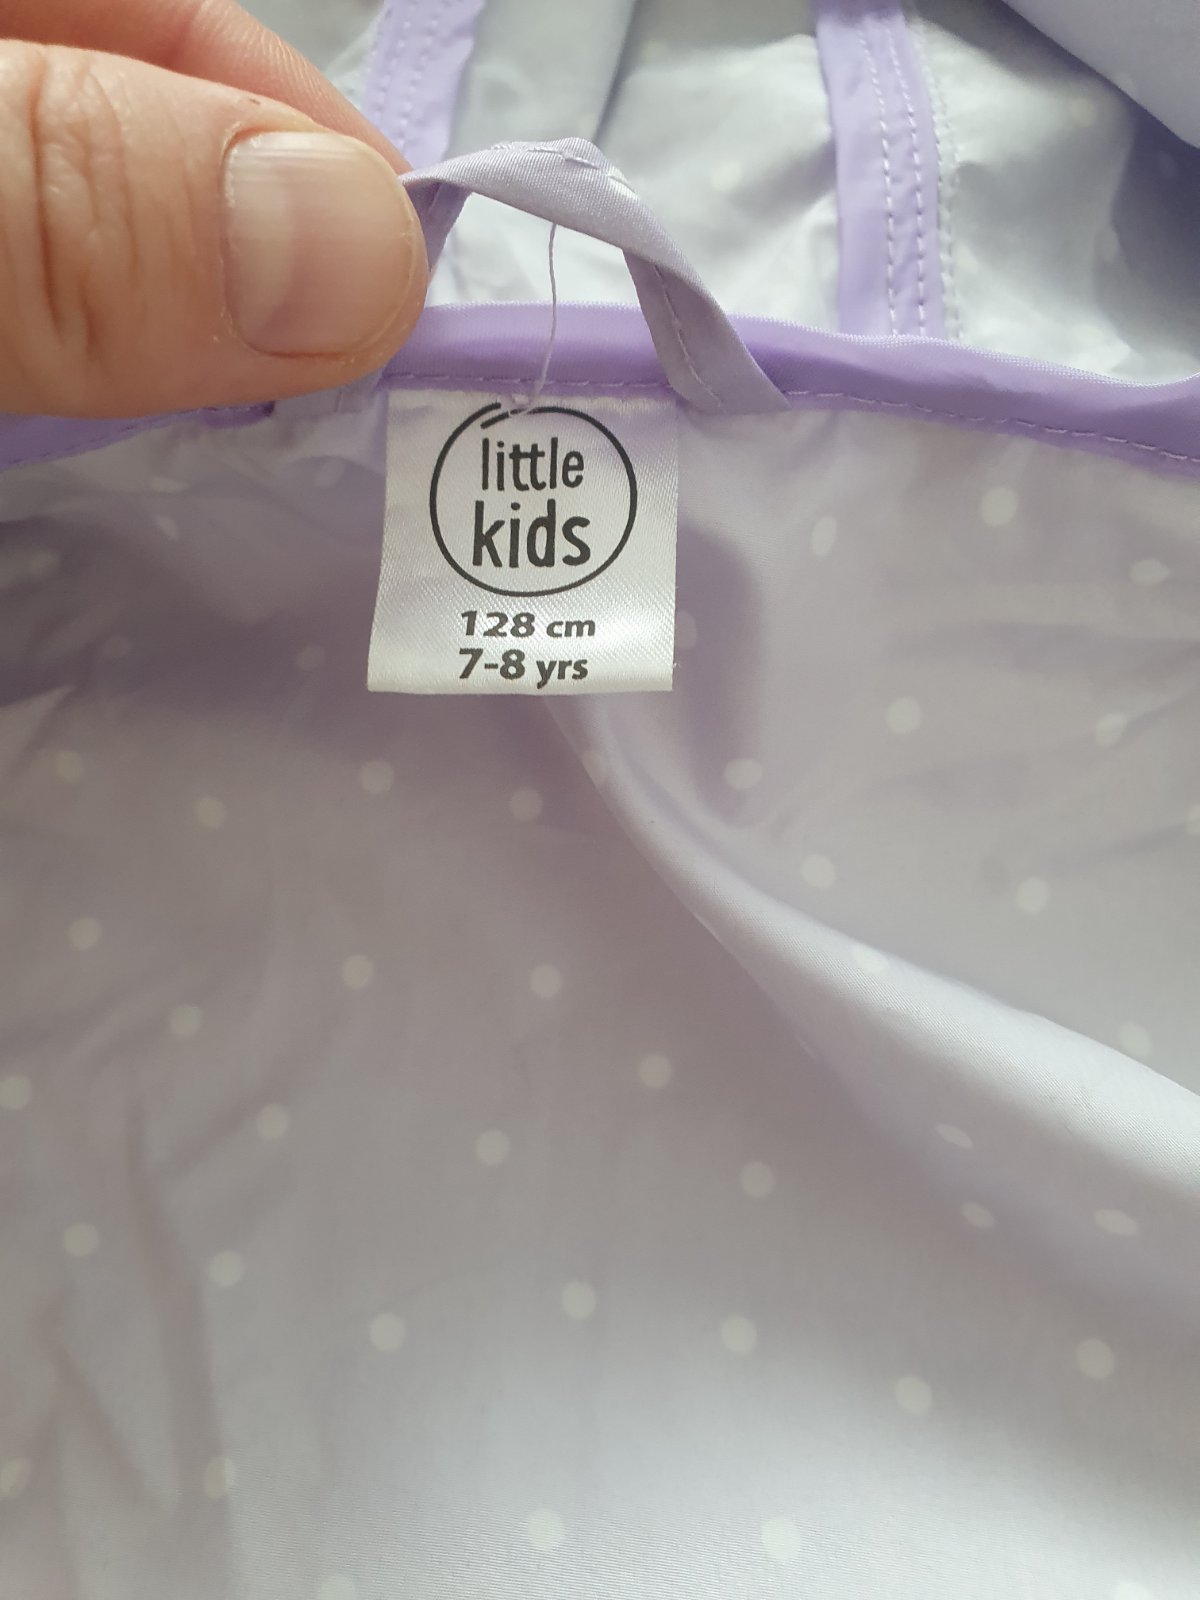 little
kids
128 cm
7-8 yrs